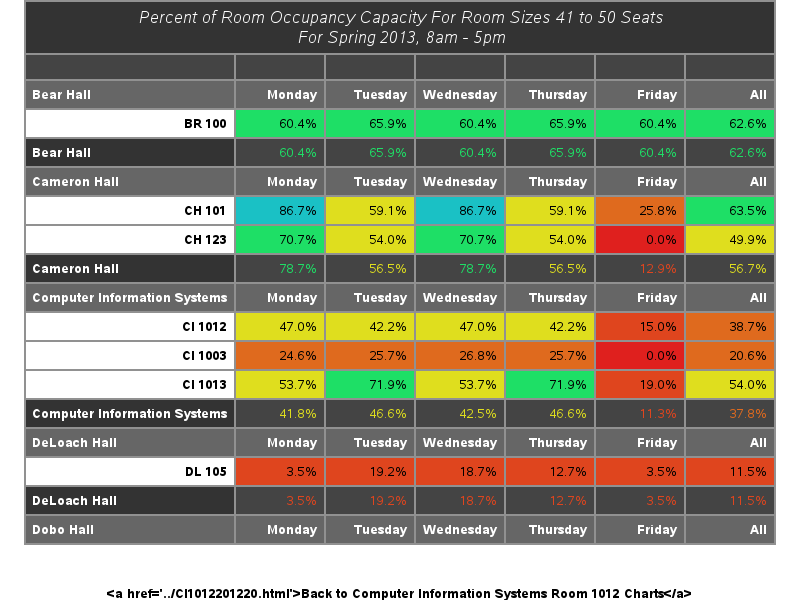 Percent of Room Occupancy Capacity For Room Sizes 41 to 50 Seats
For Spring 2013, 8am - 5pm
Bear Hall Monday Tuesday Wednesday Thursday Friday All
BR 100 60.4% 65.9% 60.4% 65.9% 60.4% 62.6%
Bear Hall 60.4% 65.9% 60.4% 65.9% 60.4% 62.6%
Cameron Hall Monday Tuesday Wednesday Thursday Friday All
CH 101 86.7% 59.1% 86.7% 59.1% 25.8% 63.5%
CH 123 70.7% 54.0% 70.7% 54.0% 0.0% 49.9%
Cameron Hall 78.7% 56.5% 78.7% 56.5% 12.9% 56.7%
Computer Information Systems Monday Tuesday Wednesday Thursday Friday All
CI 1012 47.0% 42.2% 47.0% 42.2% 15.0% 38.7%
CI 1003 24.6% 25.7% 26.8% 25.7% 0.0% 20.6%
CI 1013 53.7% 71.9% 53.7% 71.9% 19.0% 54.0%
Computer Information Systems 41.8% 46.6% 42.5% 46.6% 11.3% 37.8%
DeLoach Hall Monday Tuesday Wednesday Thursday Friday All
DL 105 3.5% 19.2% 18.7% 12.7% 3.5% 11.5%
DeLoach Hall 3.5% 19.2% 18.7% 12.7% 3.5% 11.5%
Dobo Hall Monday Tuesday Wednesday Thursday Friday All
<a href='../CI1012201220.html'>Back to Computer Information Systems Room 1012 Charts</a>